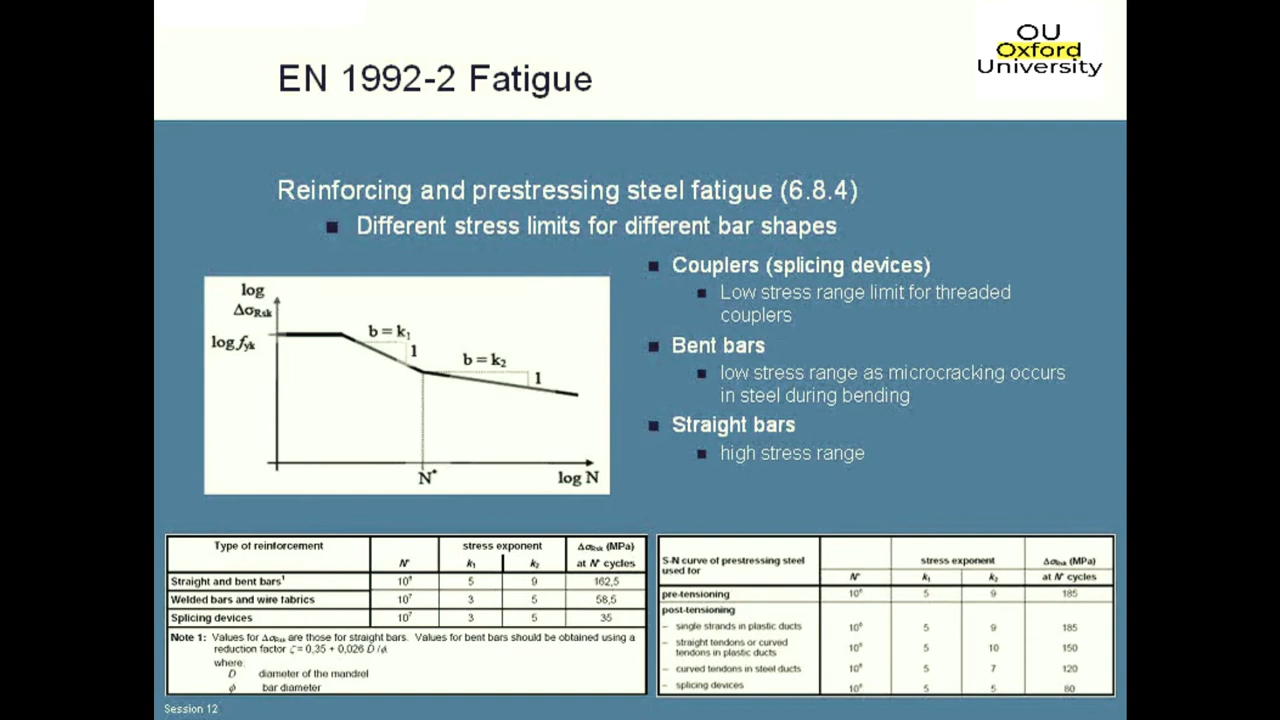 OU
Oxford
University
EN 1992-2 Fatigue
Reinforcing and prestressing steel fatigue (6.8.4)
Different stress limits for different bar shapes
Couplers (splicing devices)
Low stress range limit for threaded
couplers
Bent bars
low stress range as microcracking occurs
in steel during bending
Straight bars
high stress range
log
ΔσRsk
log fyk
b = k1
1
b = k2
1
N*
log N
Type of reinforcement stress exponent ΔσRsk (MPa)
N* k1 k2 at N* cycles
Straight and bent bars1 10⁶ 5 9 162,5
Welded bars and wire fabrics 10⁷ 3 5 58,5
Splicing devices 10⁷ 3 5 35
Note 1: Values for ΔσRsk are those for straight bars. Values for bent bars should be obtained using a
reduction factor ζ = 0,35 + 0,026 D /ϕ.
where:
D diameter of the mandrel
ϕ bar diameter
S-N curve of prestressing steel
used for
stress exponent ΔσRsk (MPa)
N* k1 k2 at N* cycles
pre-tensioning 10⁶ 5 9 185
post-tensioning
− single strands in plastic ducts 10⁶ 5 9 185
− straight tendons or curved
tendons in plastic ducts 10⁶ 5 10 150
− curved tendons in steel ducts 10⁶ 5 7 120
− splicing devices 10⁶ 5 5 80
Session 12